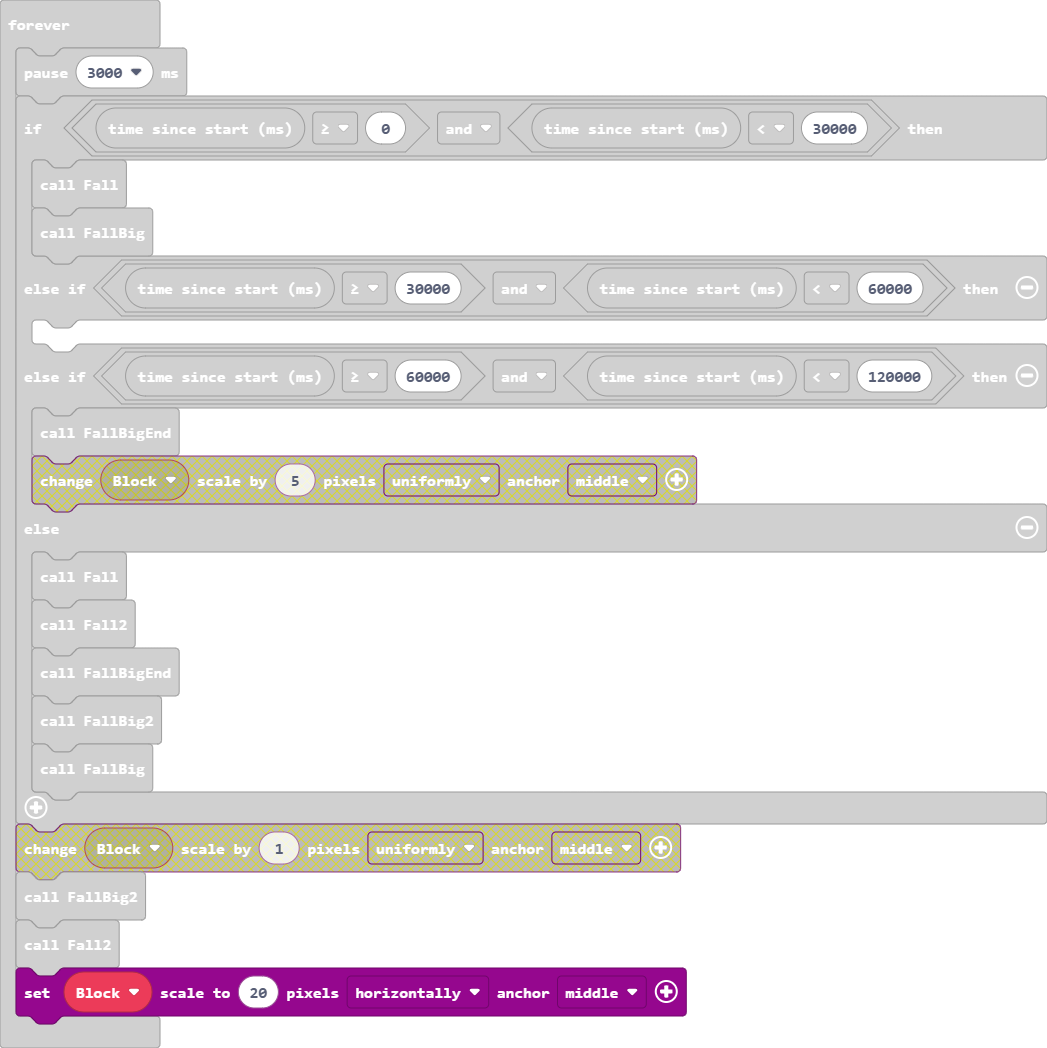 forever
pause 3000 ms
if time since start (ms) ≥ 0 and time since start (ms) < 30000 then
call Fall
call FallBig
else if time since start (ms) ≥ 30000 and time since start (ms) < 60000 then
else if time since start (ms) ≥ 60000 and time since start (ms) < 120000 then
call FallBigEnd
change Block scale by 5 pixels uniformly anchor middle
else
call Fall
call Fall2
call FallBigEnd
call FallBig2
call FallBig
change Block scale by 1 pixels uniformly anchor middle
call FallBig2
call Fall2
set Block scale to 20 pixels horizontally anchor middle